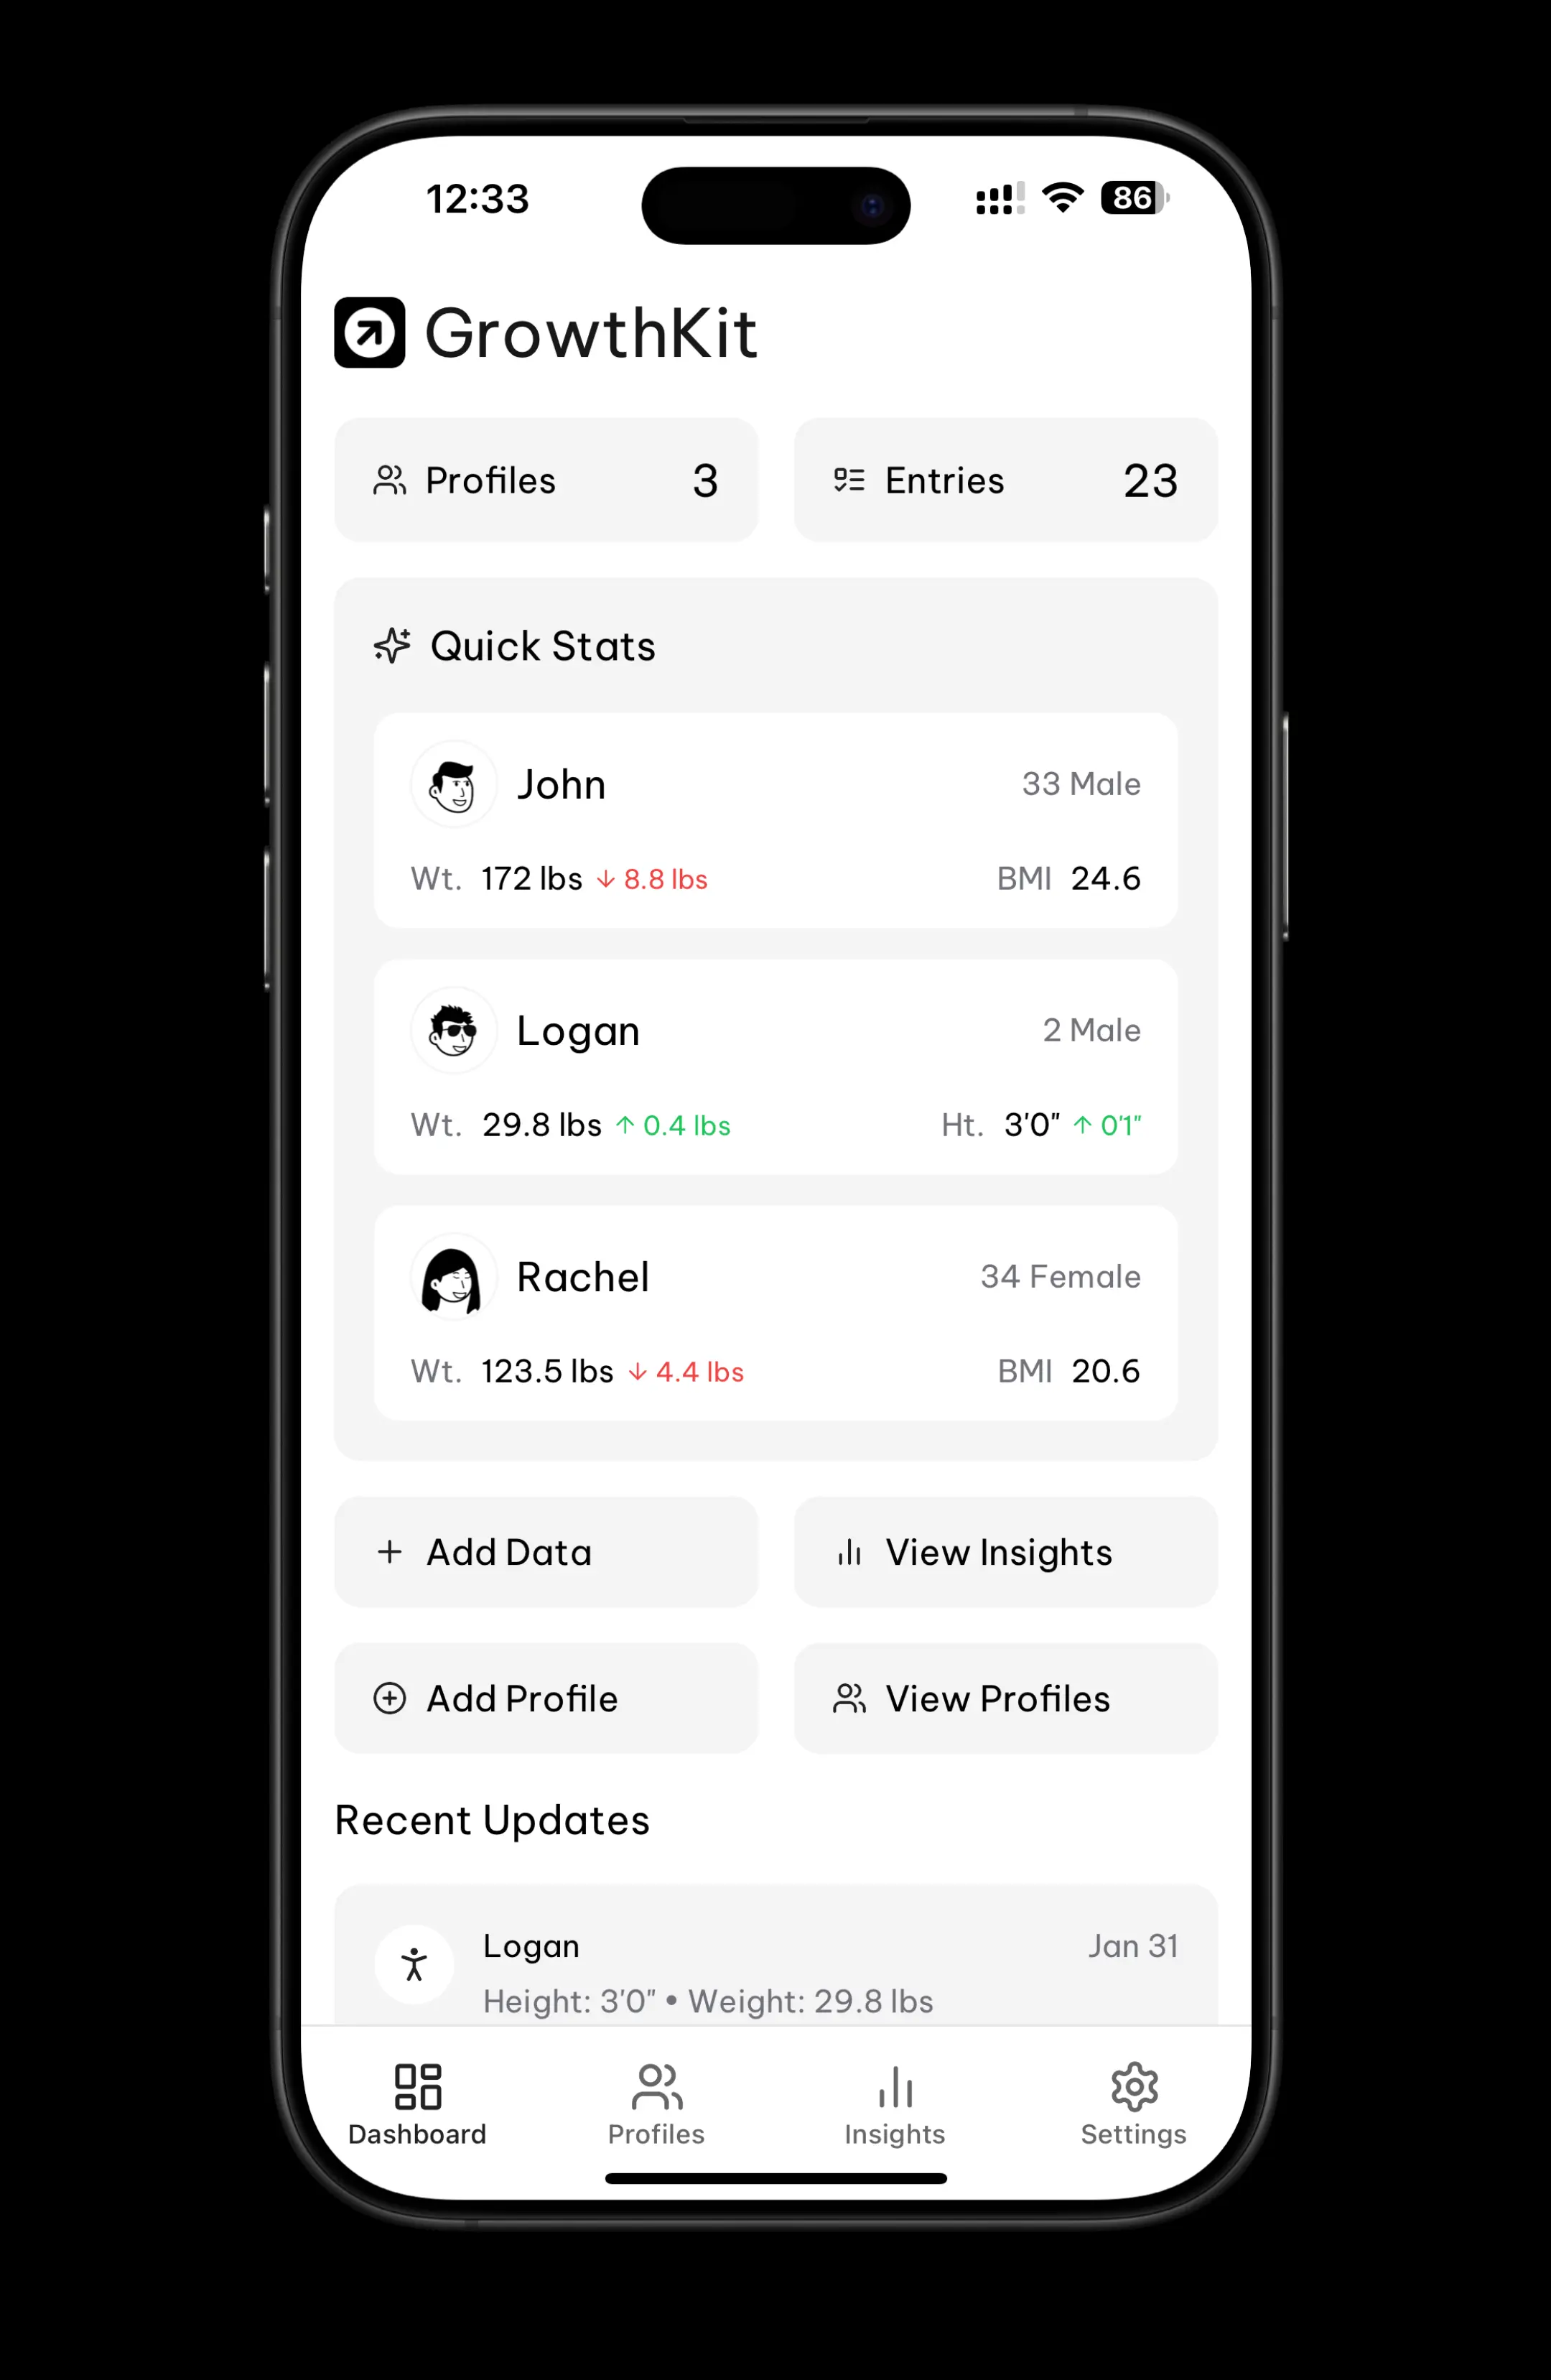 12:33
86
GrowthKit
Profiles 3
Entries 23
Quick Stats
John 33 Male
Wt. 172 lbs ↓ 8.8 lbs BMI 24.6
Logan 2 Male
Wt. 29.8 lbs ↑ 0.4 lbs Ht. 3'0" ↑ 0'1"
Rachel 34 Female
Wt. 123.5 lbs ↓ 4.4 lbs BMI 20.6
Add Data
View Insights
Add Profile
View Profiles
Recent Updates
Logan Jan 31
Height: 3'0" • Weight: 29.8 lbs
Dashboard
Profiles
Insights
Settings